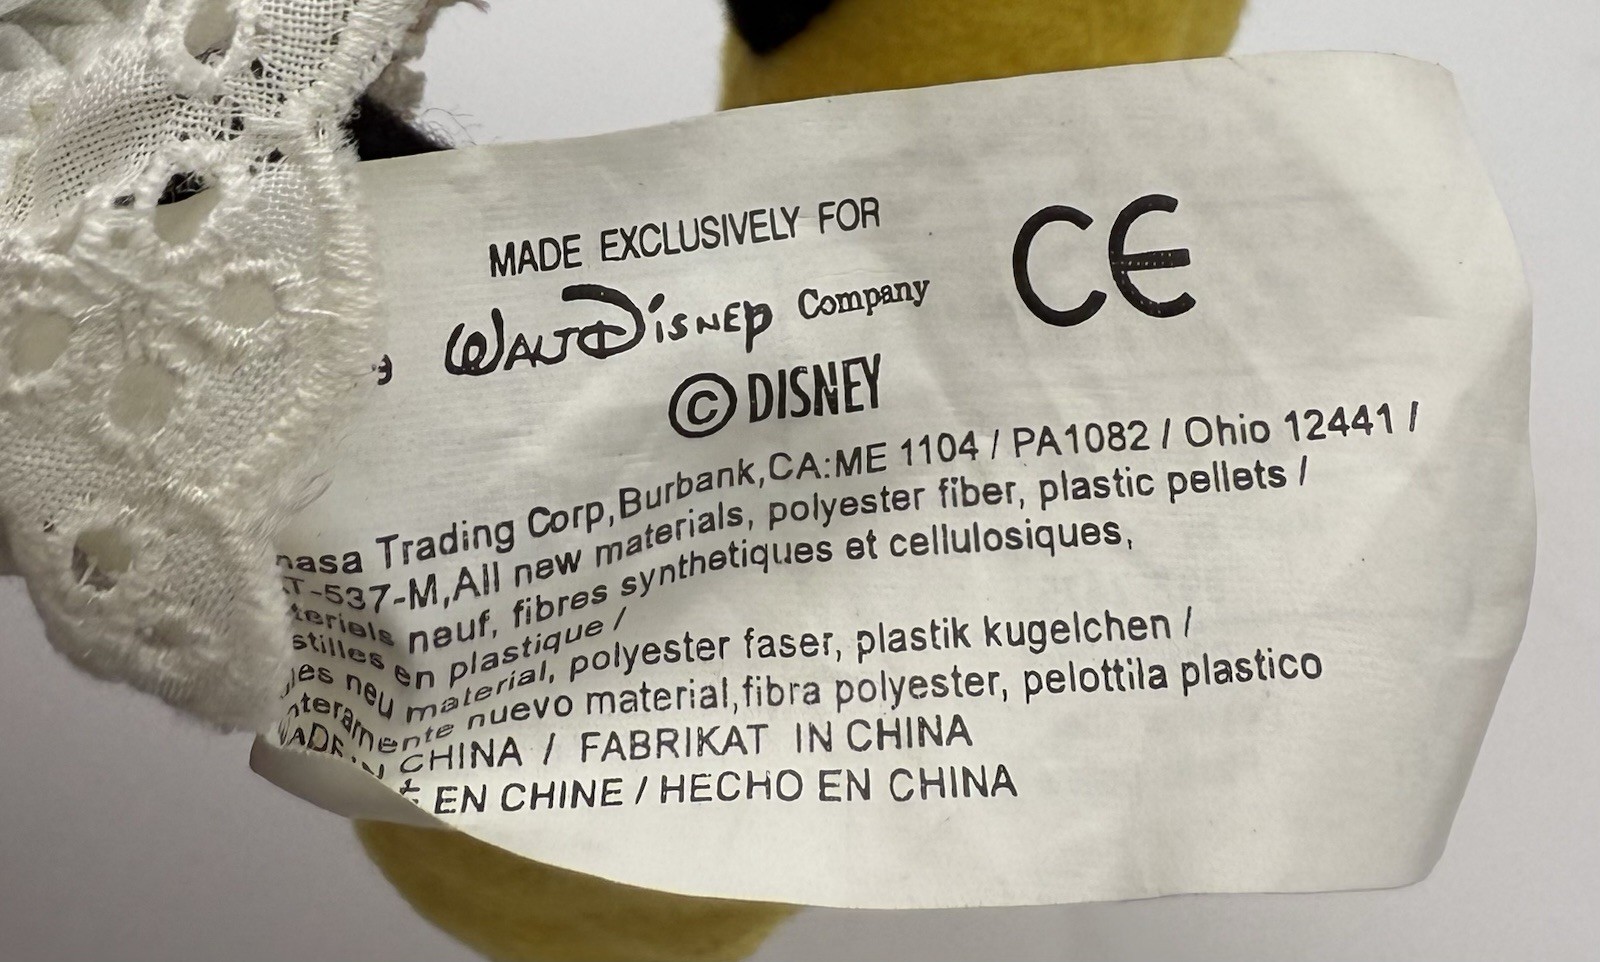 MADE EXCLUSIVELY FOR
WALT DISNEY Company
CE
© DISNEY
Trading Corp,Burbank,CA:ME 1104 / PA1082 / Ohio 12441 /
T-537-M,All new materials, polyester fiber, plastic pellets /
neuf, fibres synthetiques et cellulosiques,
en plastique /
neu material, polyester faser, plastik kugelchen /
nuevo material,fibra polyester, pelottila plastico
CHINA / FABRIKAT IN CHINA
EN CHINE / HECHO EN CHINA